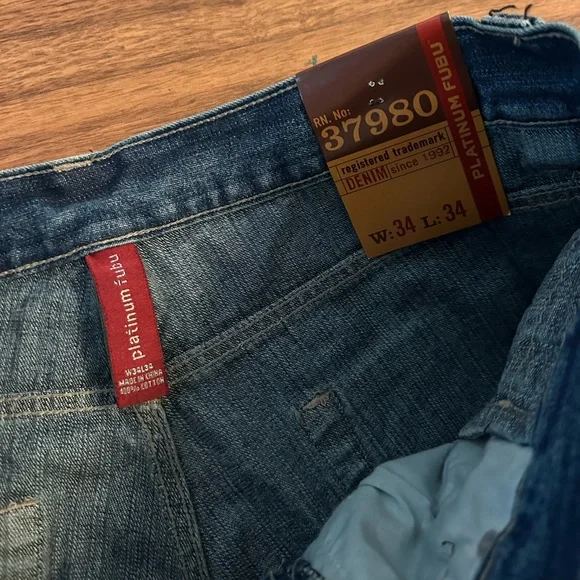 RN. No:
37980
registered trademark
DENIM since 1992
W: 34 L: 34
PLATINUM FUBU
platinum fubu
W34L34
MADE IN CHINA
100% COTTON